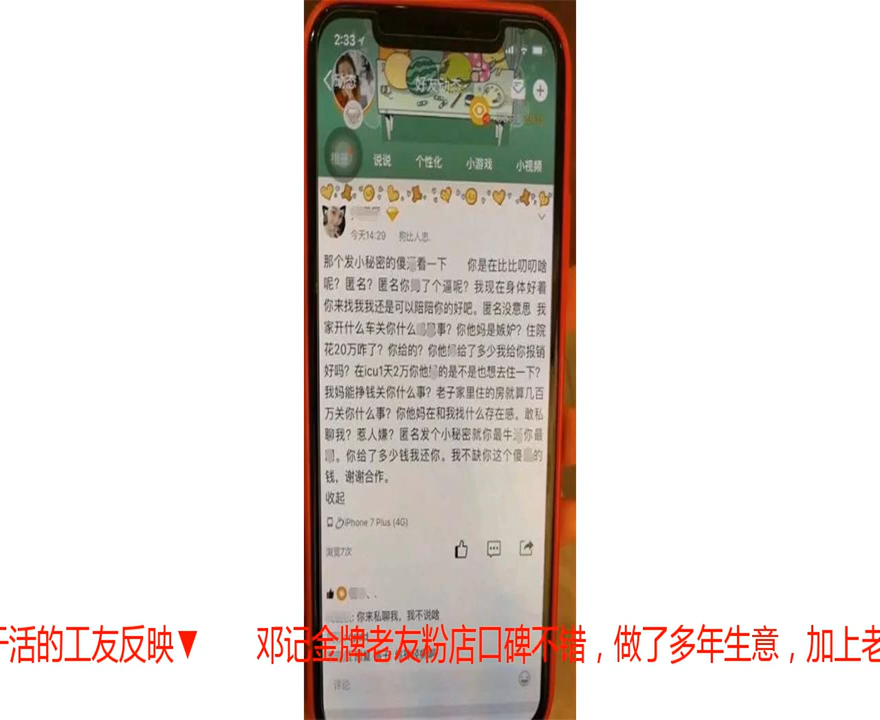 2:33
动态
好友动态
相册
说说
个性化
小游戏
小视频
今天14:29
狗比人忠.
那个发小秘密的傻 看一下 你是在比比叨叨啥
呢？匿名？匿名你 了个逼呢？我现在身体好着
你来找我我还是可以陪陪你的好吧。匿名没意思 我
家开什么车关你什么 事？你他妈是嫉妒？住院
花20万咋了？你给的？你他 给了多少我给你报销
好吗？在icu1天2万你他 的是不是也想去住一下？
我妈能挣钱关你什么事？老子家里住的房就算几百
万关你什么事？你他妈在和我找什么存在感。敢私
聊我？惹人嫌？匿名发个小秘密就你最牛 你最
。你给了多少钱我还你。我不缺你这个傻 的
钱，谢谢合作。
收起
iPhone 7 Plus (4G)
浏览7次
: 你来私聊我，我不说啥
干活的工友反映▼ 邓记金牌老友粉店口碑不错，做了多年生意，加上老
评论